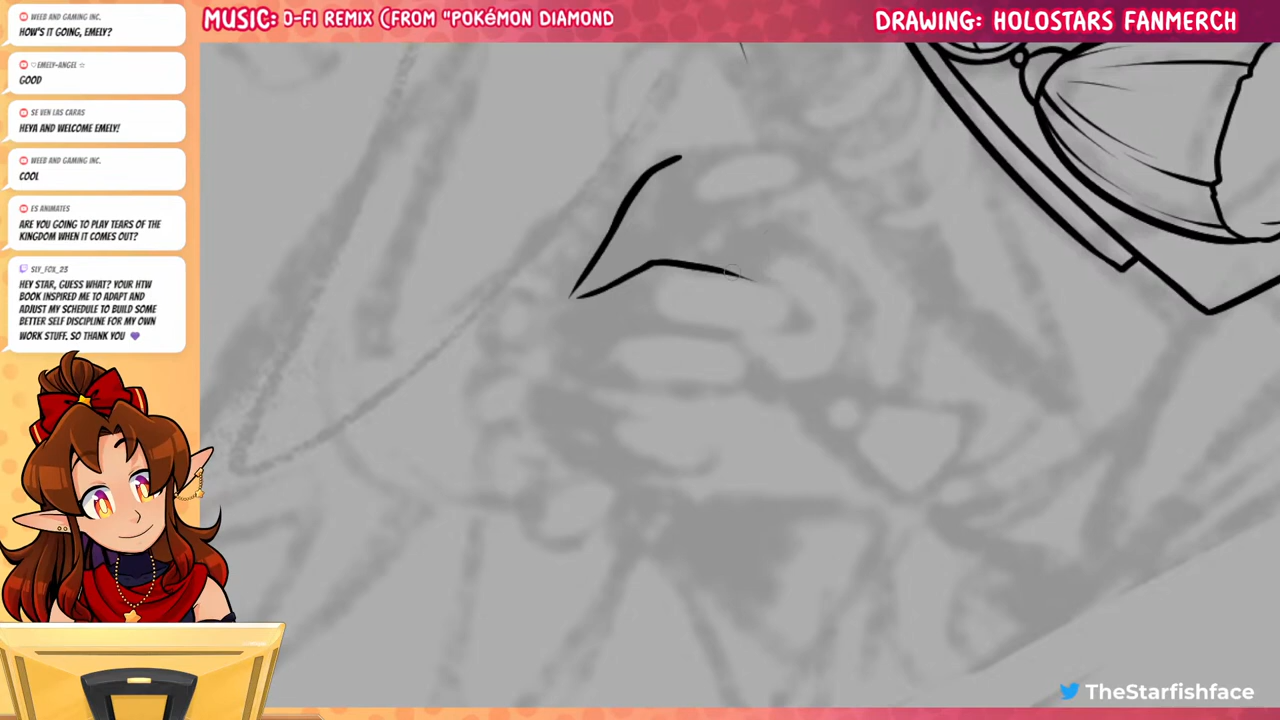 MUSIC: O-FI REMIX (FROM "POKéMON DIAMOND
DRAWING: HOLOSTARS FANMERCH
WEEB AND GAMING INC.
HOW'S IT GOING, EMELY?
♡EMELY-ANGEL ☆
GOOD
SE VEN LAS CARAS
HEYA AND WELCOME EMELY!
WEEB AND GAMING INC.
COOL
ES ANIMATES
ARE YOU GOING TO PLAY TEARS OF THE
KINGDOM WHEN IT COMES OUT?
SLY_FOX_23
HEY STAR, GUESS WHAT? YOUR HTW
BOOK INSPIRED ME TO ADAPT AND
ADJUST MY SCHEDULE TO BUILD SOME
BETTER SELF DISCIPLINE FOR MY OWN
WORK STUFF. SO THANK YOU 💜
TheStarfishface